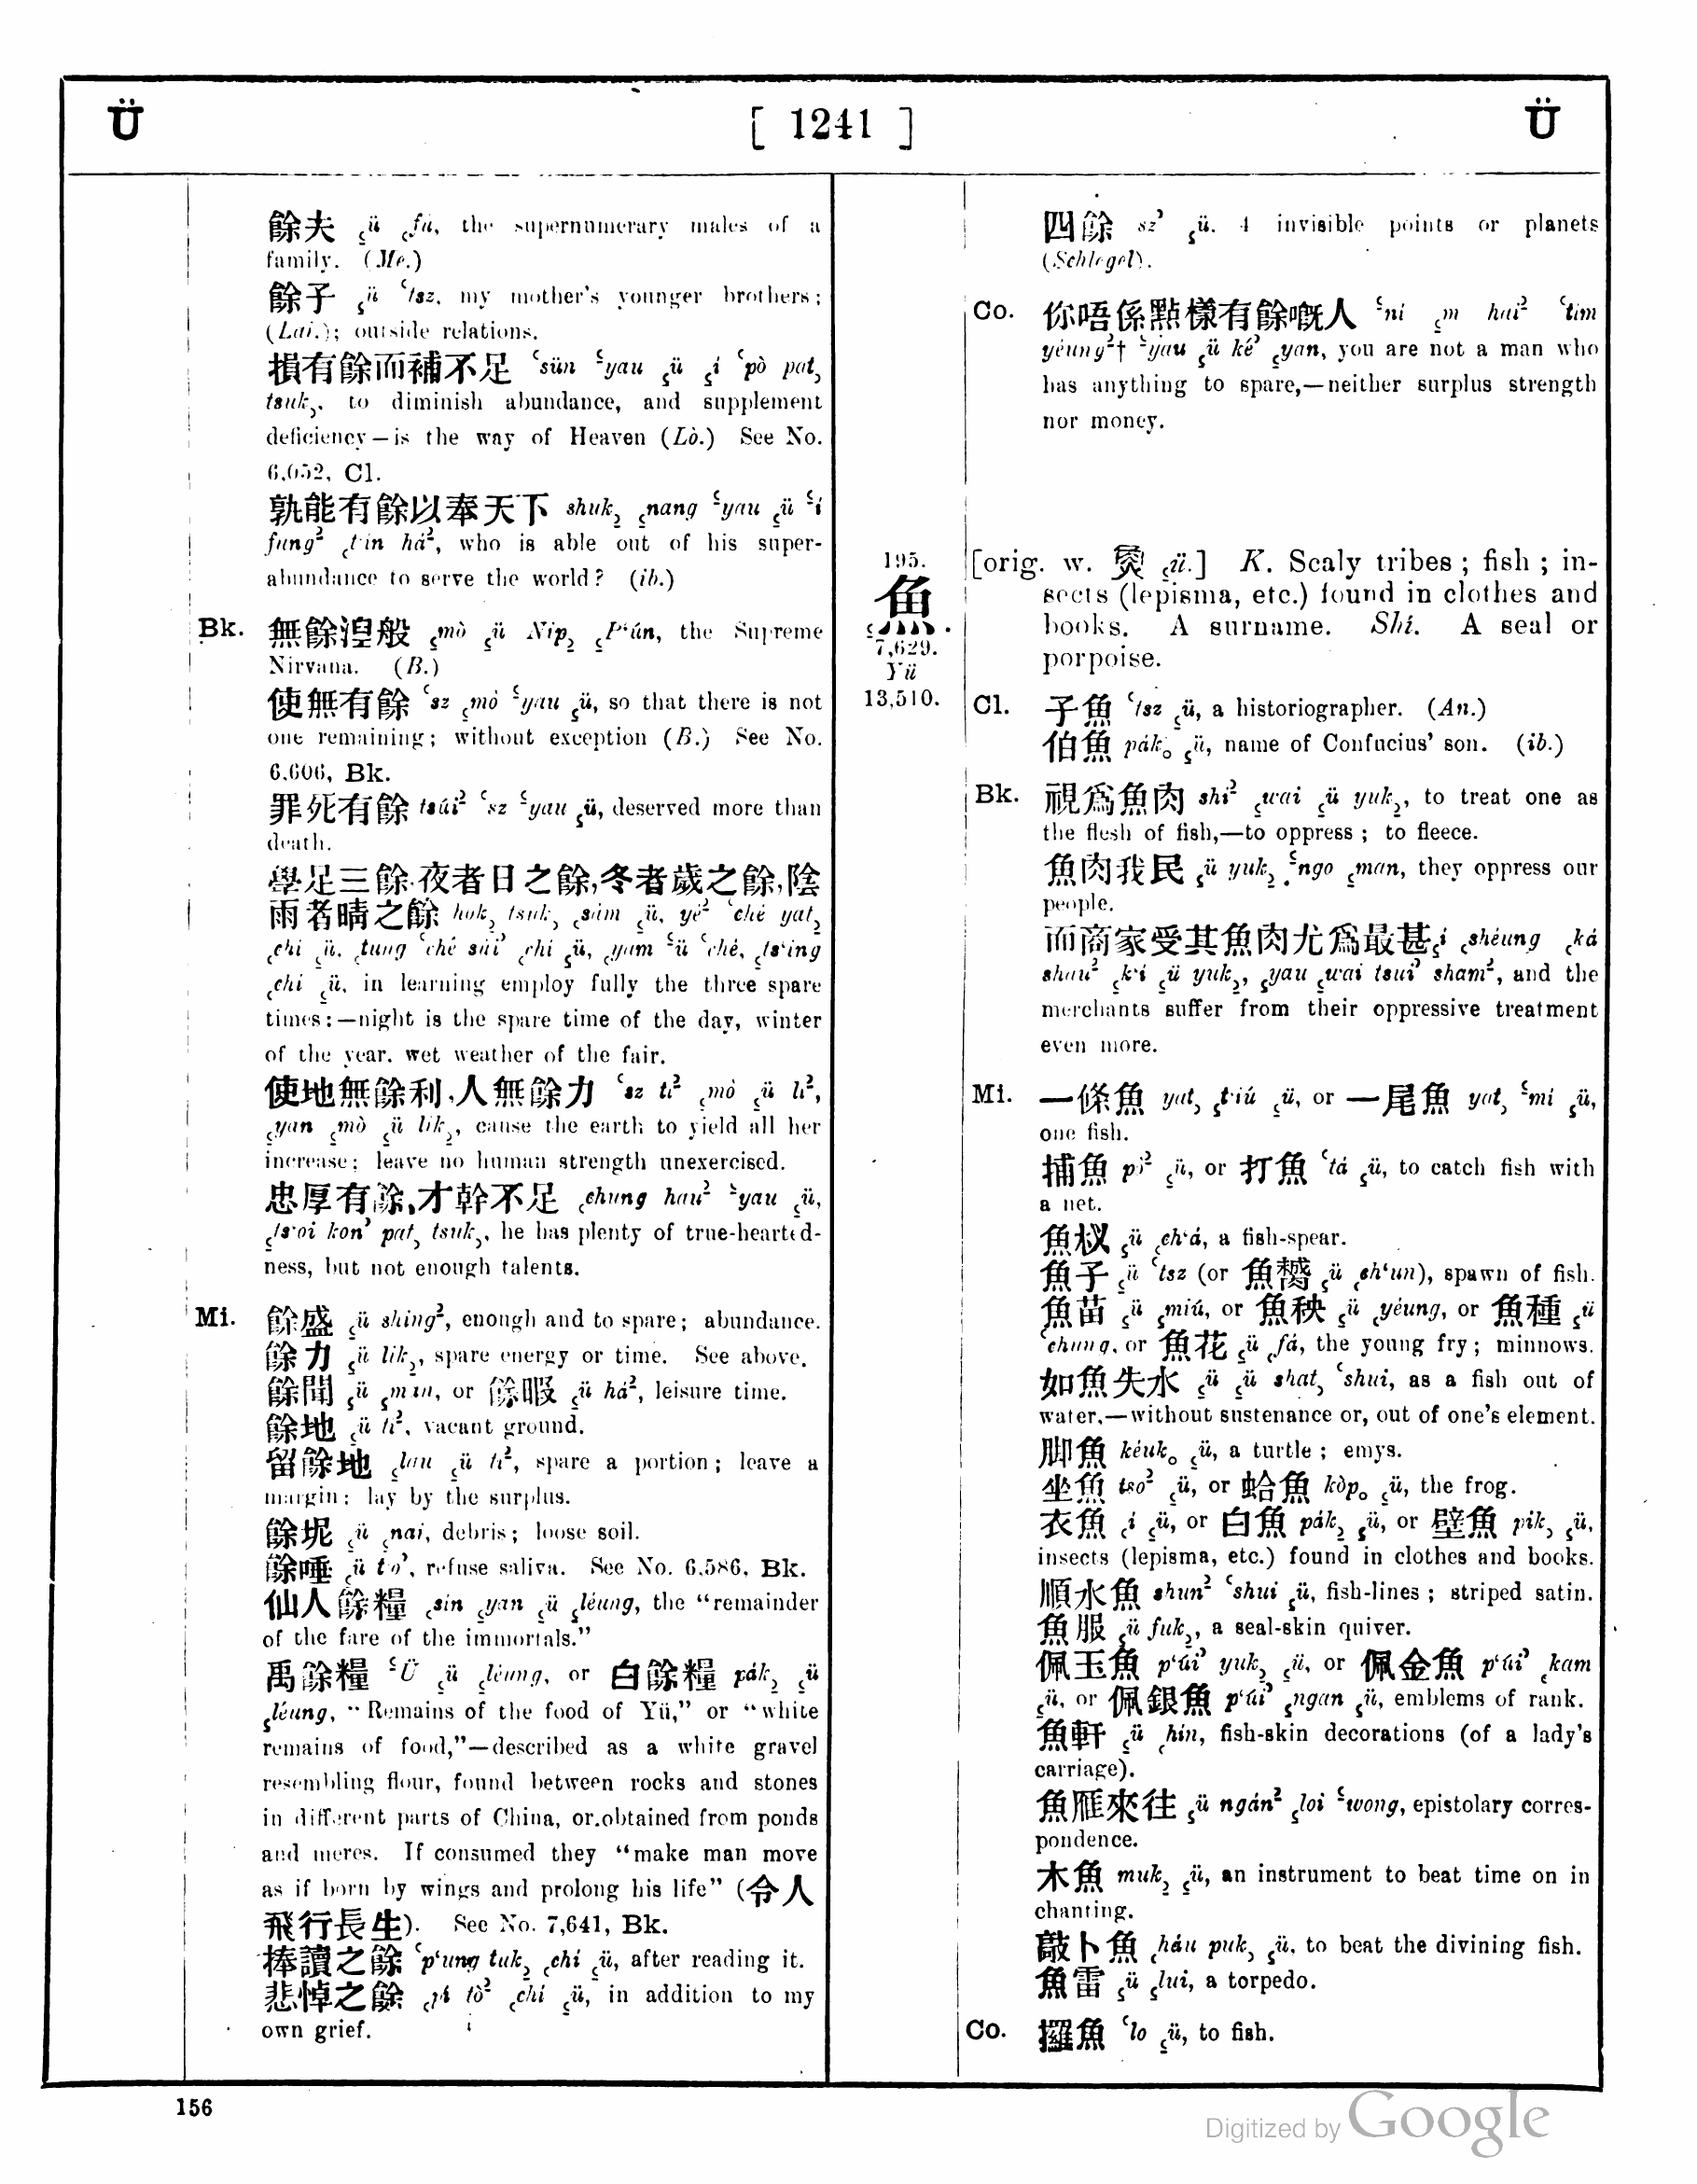 Ü [ 1241 ] Ü
餘夫 ꜁ü ꜀fú, the supernumerary males of a
family. (Me.)
餘子 ꜁ü ꜂tsz, my mother's younger brothers;
(Lai.); outside relations.
損有餘而補不足 ꜂sün ꜃yau ꜁ü ꜁í ꜂pò pat꜆
tsuk꜆, to diminish abundance, and supplement
deficiency—is the way of Heaven (Lò.) See No.
6,052, Cl.
孰能有餘以奉天下 shuk꜇ ꜁nang ꜃yau ꜁ü ꜃í
fung² ꜀t‘ín há², who is able out of his super-
abundance to serve the world? (ib.)
Bk. 無餘湼般 ꜁mò ꜁ü Nip꜇ ꜀P‘ún, the Supreme
Nirvana. (B.)
使無有餘 ꜂sz ꜁mò ꜃yau ꜁ü, so that there is not
one remaining; without exception (B.) See No.
6,606, Bk.
罪死有餘 tsúi² ꜂sz ꜃yau ꜁ü, deserved more than
death.
學足三餘,夜者日之餘,冬者歲之餘,陰
雨者晴之餘 hok꜇ tsuk꜆ ꜀sám ꜁ü, yé² ꜂ché yat꜇
꜀chí ꜁ü, ꜀tung ꜂ché súi꜄ ꜀chí ꜁ü, ꜀yam ꜃ü ꜂ché, ꜁ts‘ing
꜀chí ꜁ü, in learning employ fully the three spare
times:—night is the spare time of the day, winter
of the year, wet weather of the fair.
使地無餘利,人無餘力 ꜂sz tí² ꜁mò ꜁ü lí²,
꜁yan ꜁mò ꜁ü lik꜇, cause the earth to yield all her
increase; leave no human strength unexercised.
忠厚有餘,才幹不足 ꜀chung hau² ꜃yau ꜁ü,
꜁ts‘oi kon꜄ pat꜆ tsuk꜆, he has plenty of true-hearted-
ness, but not enough talents.
Mi. 餘盛 ꜁ü shing², enough and to spare; abundance.
餘力 ꜁ü lik꜇, spare energy or time. See above.
餘閒 ꜁ü or 餘暇 ꜁ü há², leisure time.
餘地 ꜁ü tí², vacant ground.
留餘地 ꜁lau ꜁ü tí², spare a portion; leave a
margin; lay by the surplus.
餘坭 ꜁ü ꜁nai, debris; loose soil.
餘唾 ꜁ü t‘ò꜄, refuse saliva. See No. 6,586, Bk.
仙人餘糧 ꜀sin ꜁yan ꜁ü ꜁léung, the “remainder
of the fare of the immortals.”
禹餘糧 ꜃Ü ꜁ü ꜁léung, or 白餘糧 pák꜇ ꜁ü
꜁léung, “Remains of the food of Yü,” or “white
remains of food,”—described as a white gravel
resembling flour, found between rocks and stones
in different parts of China, or obtained from ponds
and meres. If consumed they “make man move
as if born by wings and prolong his life” (令人
飛行長生). See No. 7,641, Bk.
捧讀之餘 ꜂p‘ung tuk꜇ ꜀chí ꜁ü, after reading it.
悲悼之餘 ꜀pí tò² ꜀chí ꜁ü, in addition to my
own grief.
四餘 sz꜄ ꜁ü. 4 invisible points or planets
(Schlegel).
Co. 你唔係點樣有餘嘅人 ꜃ní ꜁m hai² ꜂tím
yéung²† ꜃yau ꜁ü ké꜄ ꜁yan, you are not a man who
has anything to spare,—neither surplus strength
nor money.
195.
魚
7,629.
Yü
13,510.
[orig. w. ꜁ü.] K. Scaly tribes; fish; in-
sects (lepisma, etc.) found in clothes and
books. A surname. Shí. A seal or
porpoise.
Cl. 子魚 ꜂tsz ꜁ü, a historiographer. (An.)
伯魚 pák꜀ ꜁ü, name of Confucius' son. (ib.)
Bk. 視爲魚肉 shí² ꜁wai ꜁ü yuk꜇, to treat one as
the flesh of fish,—to oppress; to fleece.
魚肉我民 ꜁ü yuk꜇ ꜃ngo ꜁man, they oppress our
people.
而商家受其魚肉尤爲最甚 ꜁í ꜀shéung ꜀ká
shau² ꜁k‘í ꜁ü yuk꜇, ꜁yau ꜁wai tsui꜄ sham², and the
merchants suffer from their oppressive treatment
even more.
Mi. 一條魚 yat꜆ ꜁t‘iú ꜁ü, or 一尾魚 yat꜆ ꜃mí ꜁ü,
one fish.
捕魚 ꜁ü, or 打魚 ꜂tá ꜁ü, to catch fish with
a net.
魚杈 ꜁ü ꜀ch‘á, a fish-spear.
魚子 ꜁ü ꜂tsz (or 魚鬊 ꜁ü ꜀ch‘un), spawn of fish.
魚苗 ꜁ü ꜁miú, or 魚秧 ꜁ü ꜀yéung, or 魚種 ꜁ü
꜂chung, or 魚花 ꜁ü ꜀fá, the young fry; minnows.
如魚失水 ꜁ü ꜁ü shat꜆ ꜂shui, as a fish out of
water,—without sustenance or, out of one's element.
脚魚 kéuk꜀ ꜁ü, a turtle; emys.
坐魚 tso² ꜁ü, or 蛤魚 kòp꜀ ꜁ü, the frog.
衣魚 ꜀í ꜁ü, or 白魚 pák꜇ ꜁ü, or 壁魚 pik꜆ ꜁ü,
insects (lepisma, etc.) found in clothes and books.
順水魚 shun² ꜂shui ꜁ü, fish-lines; striped satin.
魚服 ꜁ü fuk꜇, a seal-skin quiver.
佩玉魚 p‘úi꜄ yuk꜇ ꜁ü, or 佩金魚 p‘úi꜄ ꜀kam
꜁ü, or 佩銀魚 p‘úi꜄ ꜁ngan ꜁ü, emblems of rank.
魚軒 ꜁ü ꜀hín, fish-skin decorations (of a lady's
carriage).
魚雁來往 ꜁ü ngán² ꜁loi ꜃wong, epistolary corres-
pondence.
木魚 muk꜇ ꜁ü, an instrument to beat time on in
chanting.
敲卜魚 ꜀háu puk꜆ ꜁ü, to beat the divining fish.
魚雷 ꜁ü ꜁lui, a torpedo.
Co. 攞魚 ꜂lo ꜁ü, to fish.
156
Digitized by Google